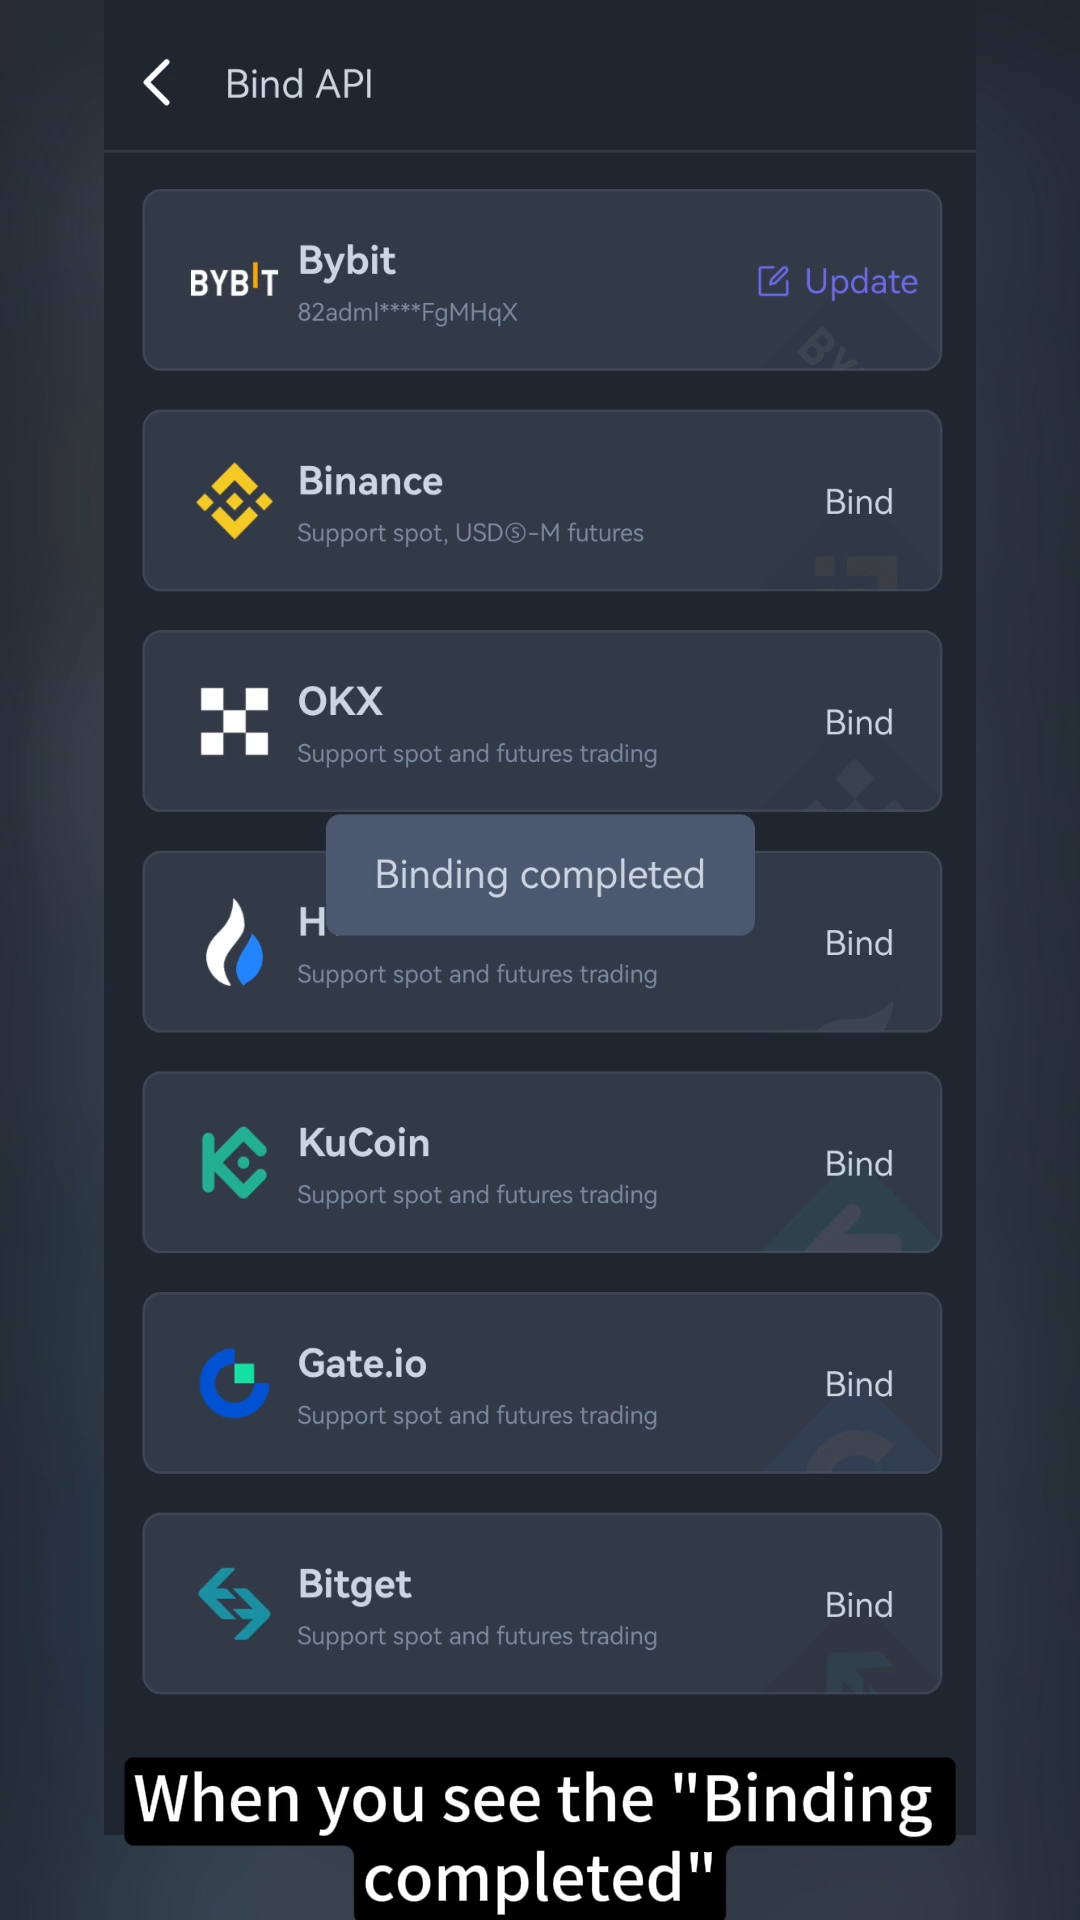 Bind API
BYBIT
Bybit
82adml****FgMHqX
Update
Binance
Support spot, USDⓈ-M futures
Bind
OKX
Support spot and futures trading
Bind
Binding completed
H
Support spot and futures trading
Bind
KuCoin
Support spot and futures trading
Bind
Gate.io
Support spot and futures trading
Bind
Bitget
Support spot and futures trading
Bind
When you see the "Binding
completed"